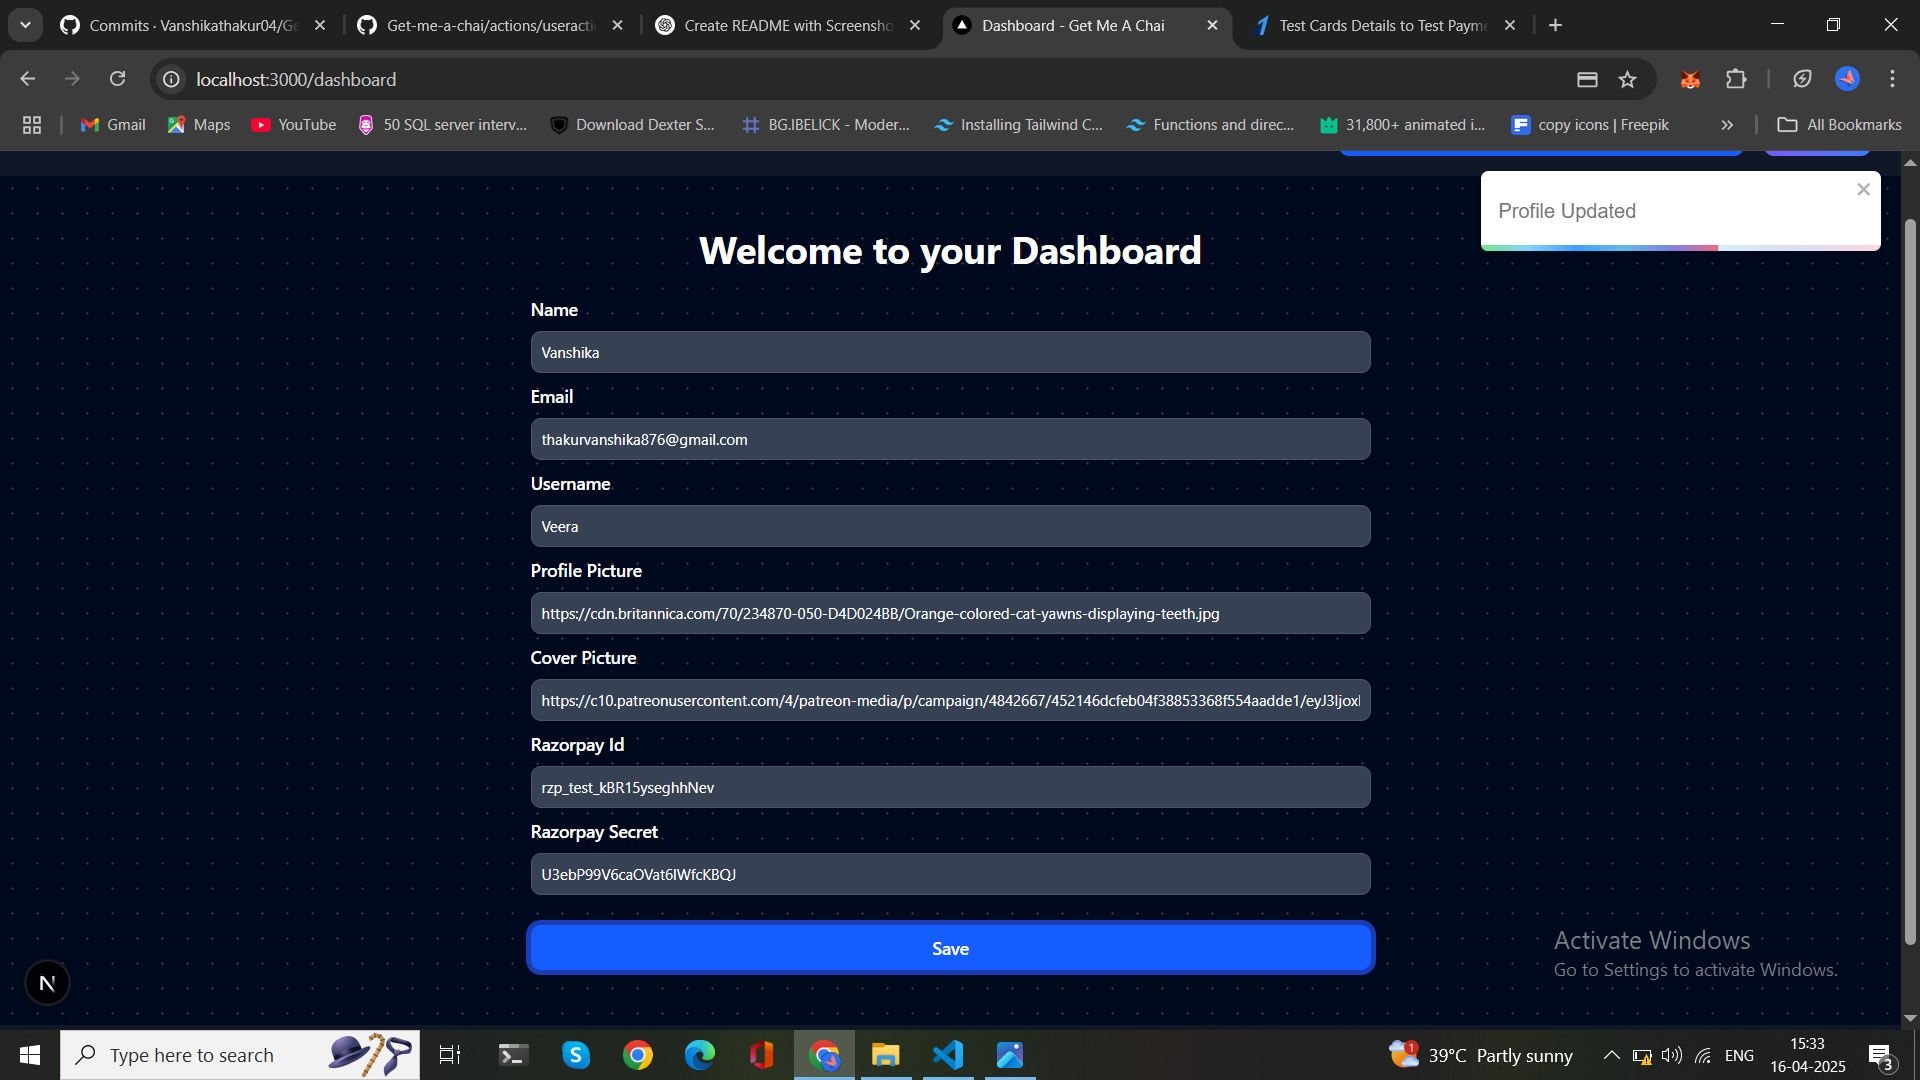 Commits · Vanshikathakur04/Ge
Get-me-a-chai/actions/useracti
Create README with Screensho
Dashboard - Get Me A Chai
Test Cards Details to Test Payme
localhost:3000/dashboard
Gmail
Maps
YouTube
50 SQL server interv...
Download Dexter S...
BG.IBELICK - Moder...
Installing Tailwind C...
Functions and direc...
31,800+ animated i...
copy icons | Freepik
All Bookmarks
Profile Updated
Welcome to your Dashboard
Name
Vanshika
Email
thakurvanshika876@gmail.com
Username
Veera
Profile Picture
https://cdn.britannica.com/70/234870-050-D4D024BB/Orange-colored-cat-yawns-displaying-teeth.jpg
Cover Picture
https://c10.patreonusercontent.com/4/patreon-media/p/campaign/4842667/452146dcfeb04f38853368f554aadde1/eyJ3Ijoxl
Razorpay Id
rzp_test_kBR15yseghhNev
Razorpay Secret
U3ebP99V6caOVat6IWfcKBQJ
Save
Activate Windows
Go to Settings to activate Windows.
N
Type here to search
1
39°C Partly sunny
ENG
15:33
16-04-2025
3